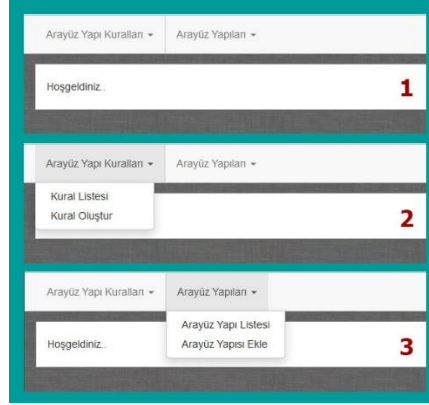 Arayüz Yapı Kuralları Arayüz Yapıları
Hoşgeldiniz..
1
Arayüz Yapı Kuralları Arayüz Yapıları
Kural Listesi
Kural Oluştur
2
Arayüz Yapı Kuralları Arayüz Yapıları
Arayüz Yapı Listesi
Hoşgeldiniz..
Arayüz Yapısı Ekle
3